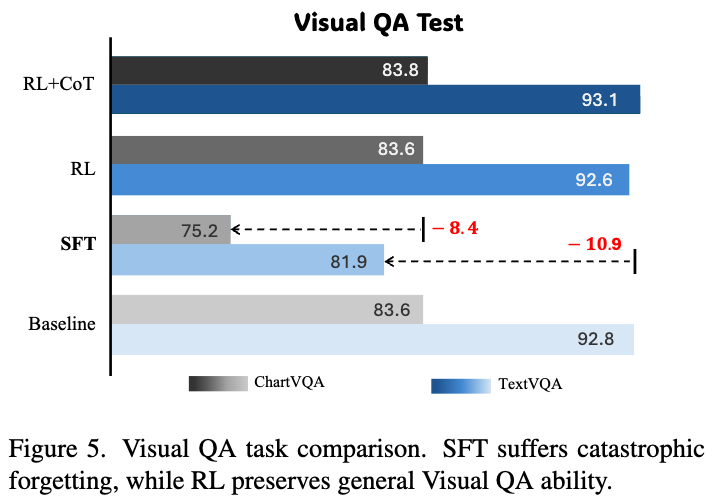 Visual QA Test
RL+CoT
83.8
93.1
RL
83.6
92.6
SFT
75.2
− 8.4
81.9
− 10.9
Baseline
83.6
92.8
ChartVQA
TextVQA
Figure 5. Visual QA task comparison. SFT suffers catastrophic
forgetting, while RL preserves general Visual QA ability.